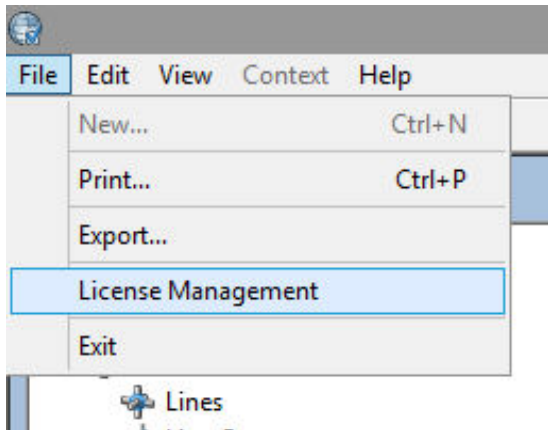 File Edit View Context Help
New... Ctrl+N
Print... Ctrl+P
Export...
License Management
Exit
Lines